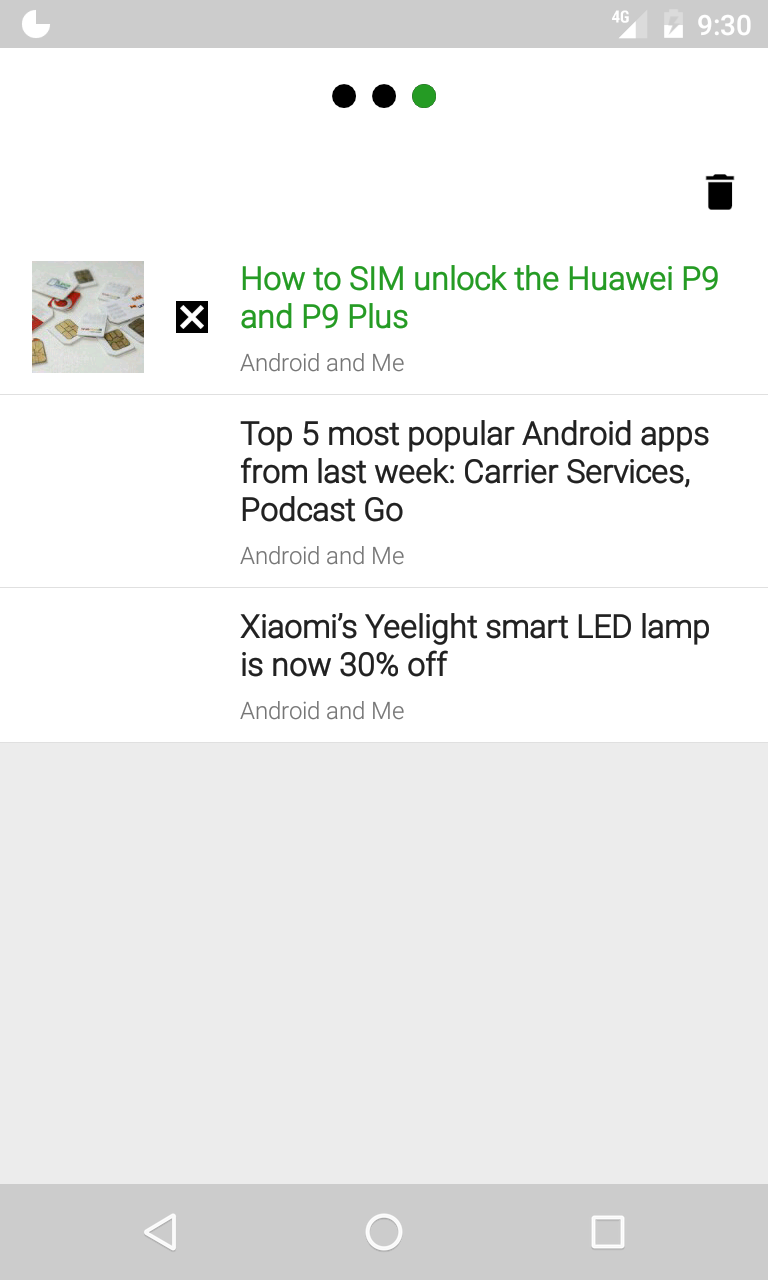 4G 9:30
How to SIM unlock the Huawei P9
and P9 Plus
Android and Me
Top 5 most popular Android apps
from last week: Carrier Services,
Podcast Go
Android and Me
Xiaomi’s Yeelight smart LED lamp
is now 30% off
Android and Me